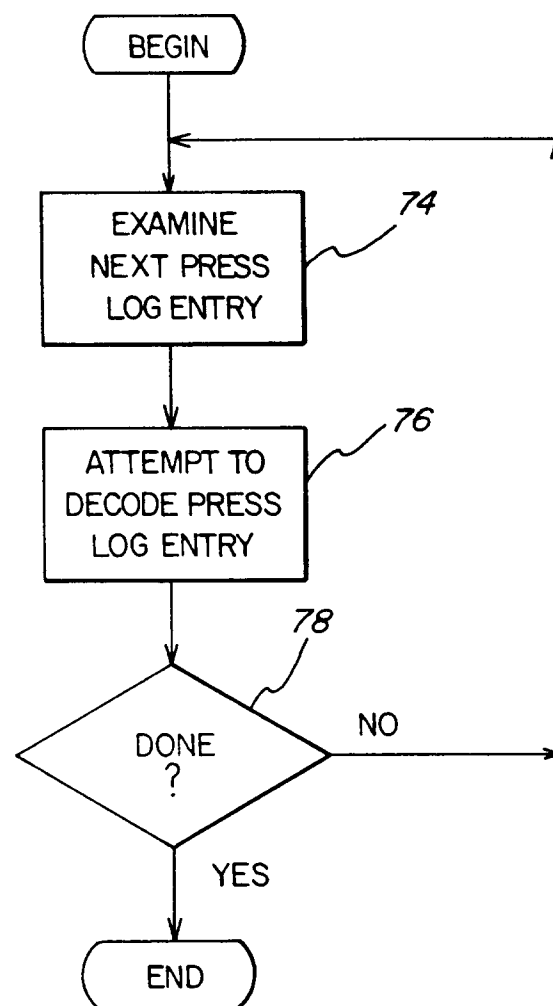 BEGIN
74
EXAMINE
NEXT PRESS
LOG ENTRY
76
ATTEMPT TO
DECODE PRESS
LOG ENTRY
78
DONE
?
NO
YES
END